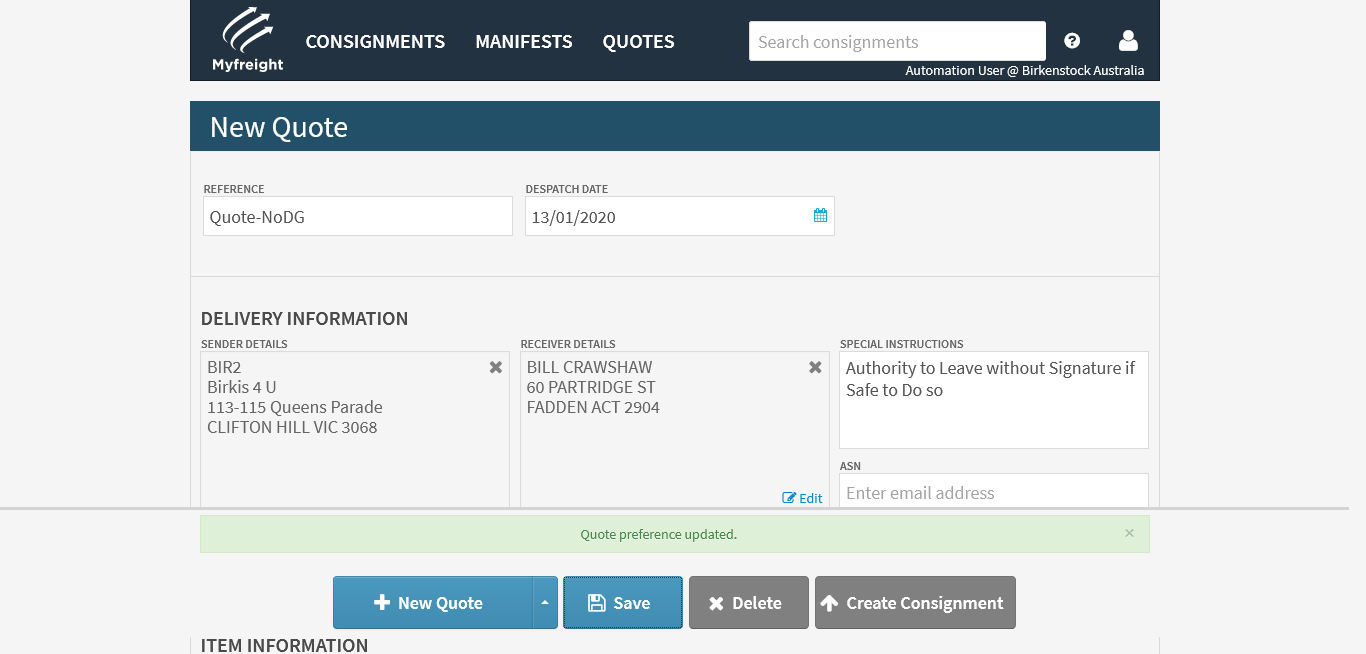 Myfreight
CONSIGNMENTS MANIFESTS QUOTES
Search consignments
Automation User @ Birkenstock Australia
New Quote
REFERENCE
Quote-NoDG
DESPATCH DATE
13/01/2020
DELIVERY INFORMATION
SENDER DETAILS
BIR2
Birkis 4 U
113-115 Queens Parade
CLIFTON HILL VIC 3068
RECEIVER DETAILS
BILL CRAWSHAW
60 PARTRIDGE ST
FADDEN ACT 2904
Edit
SPECIAL INSTRUCTIONS
Authority to Leave without Signature if
Safe to Do so
ASN
Enter email address
Quote preference updated.
New Quote Save Delete Create Consignment
ITEM INFORMATION